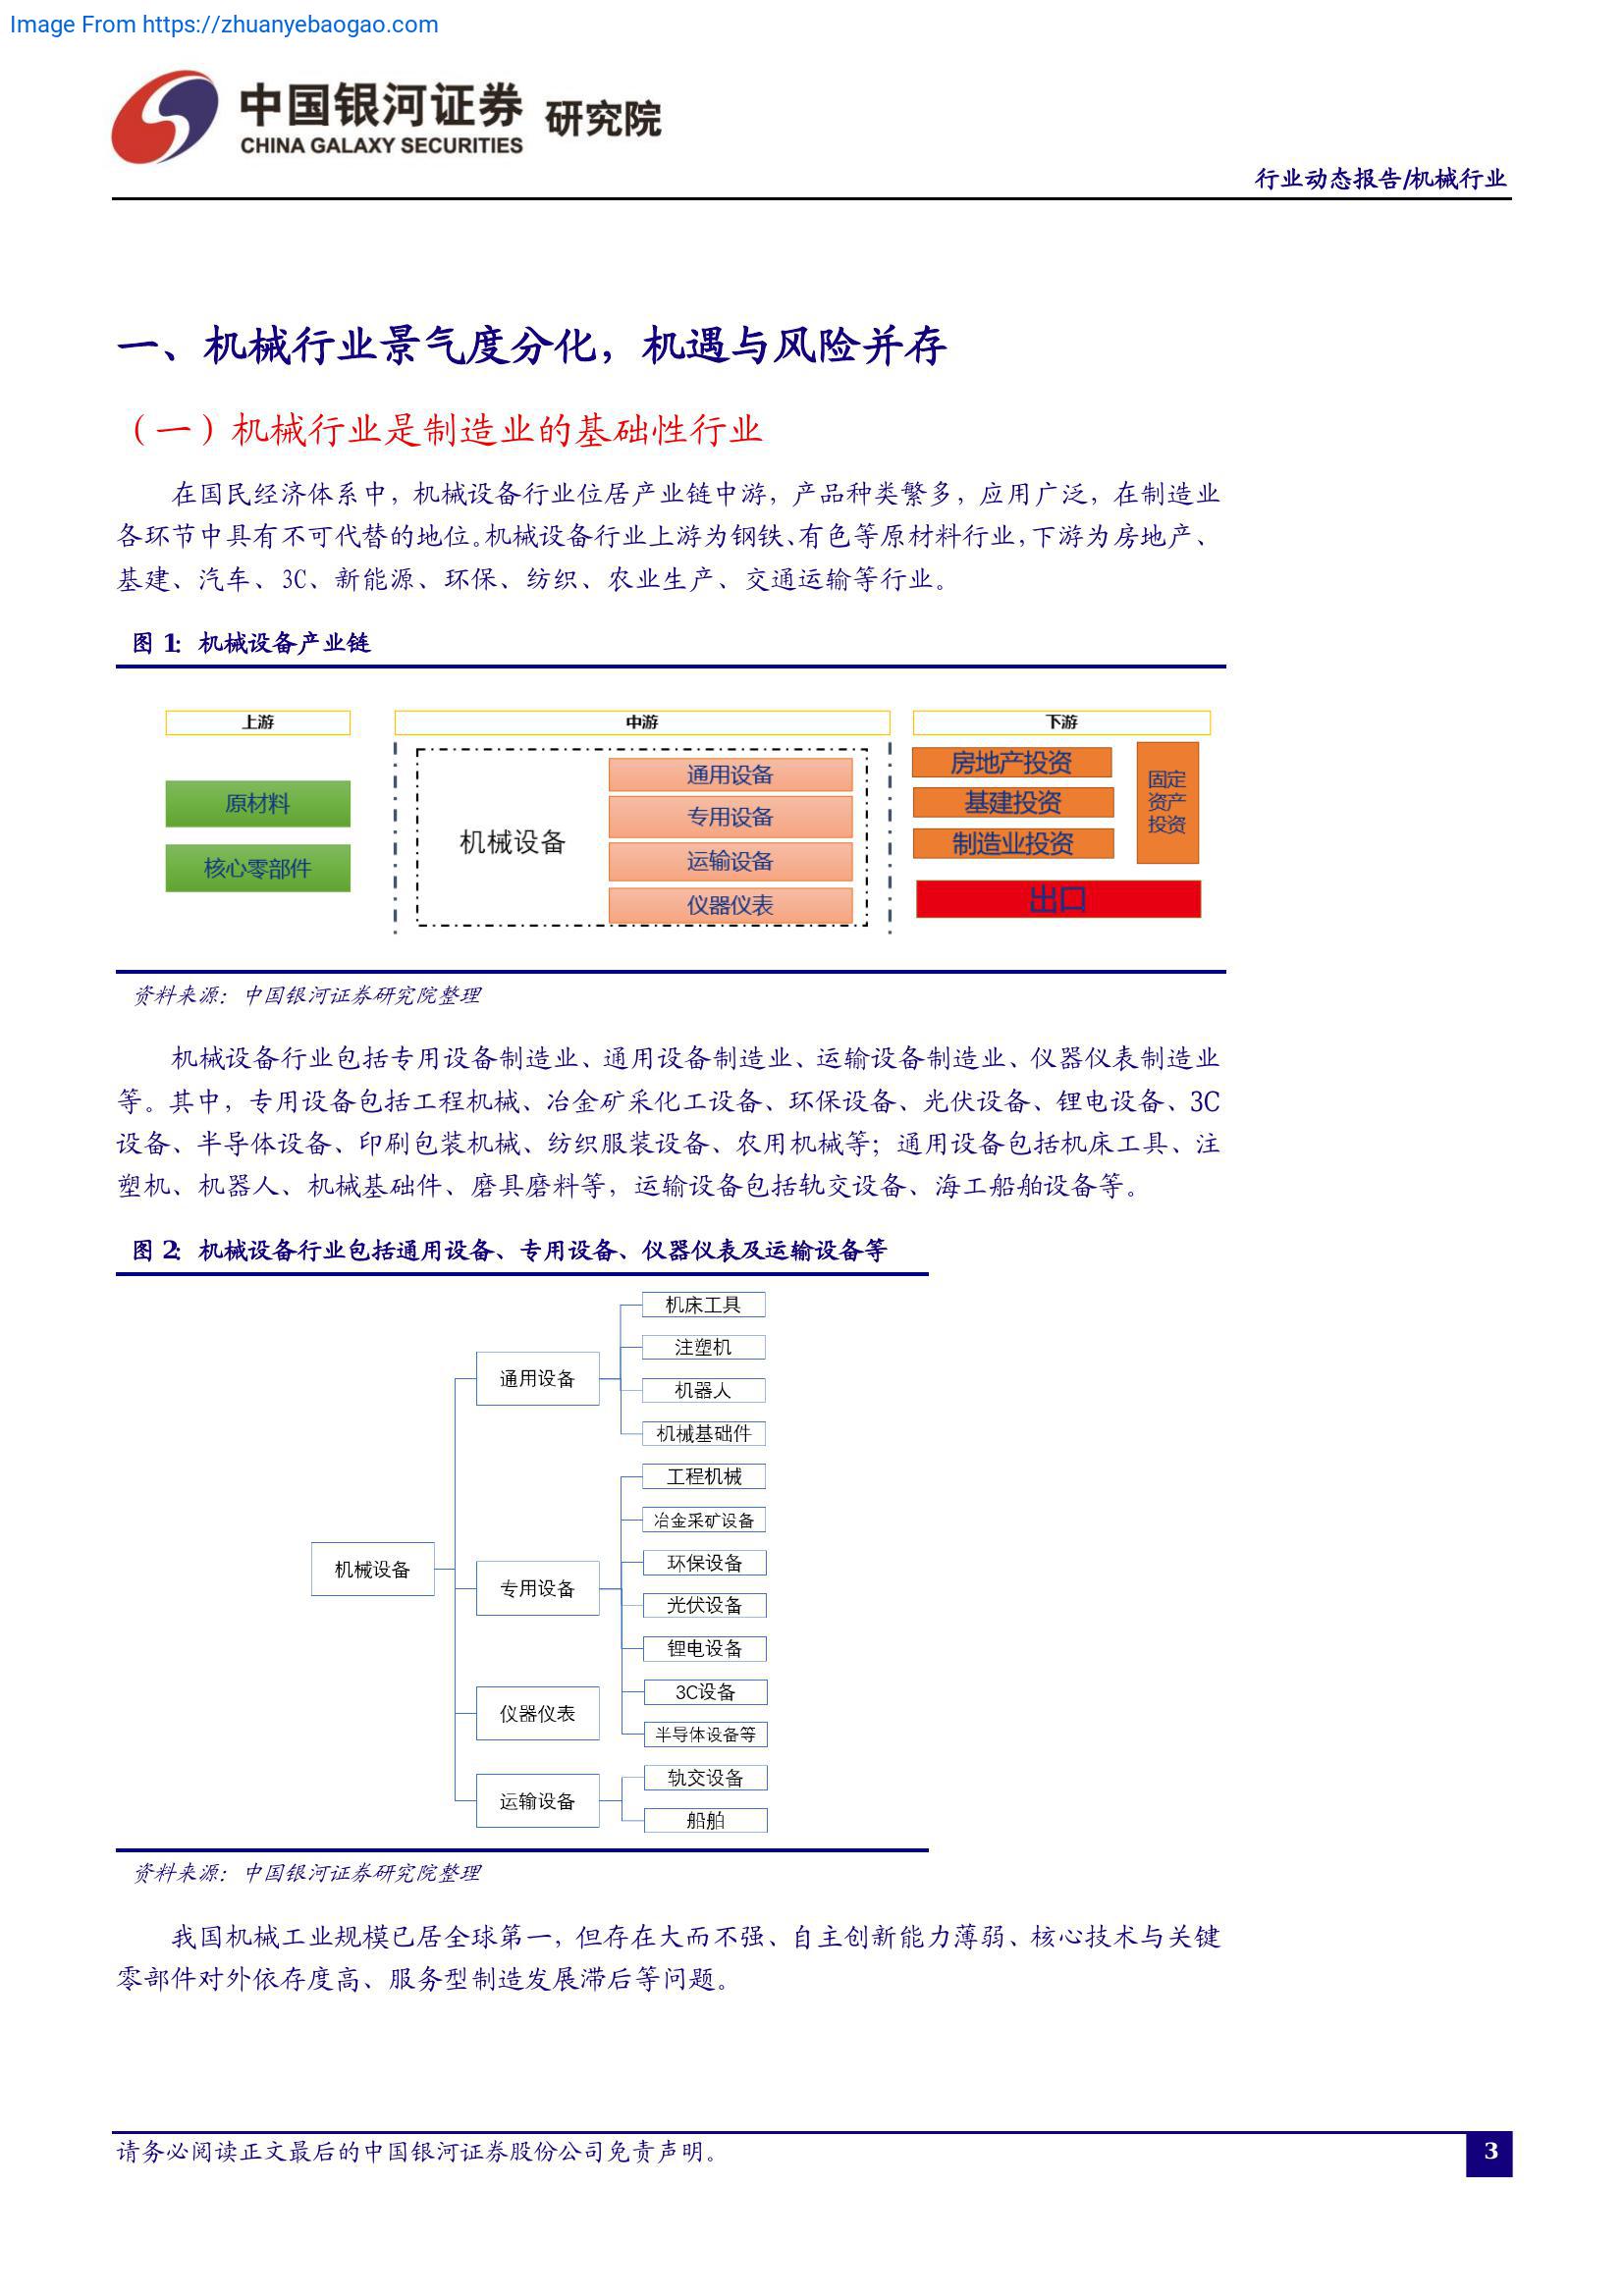 Image From https://zhuanyebaogao.com
中国银河证券 研究院
CHINA GALAXY SECURITIES
行业动态报告/机械行业
一、机械行业景气度分化，机遇与风险并存
（一）机械行业是制造业的基础性行业
在国民经济体系中，机械设备行业位居产业链中游，产品种类繁多，应用广泛，在制造业
各环节中具有不可代替的地位。机械设备行业上游为钢铁、有色等原材料行业，下游为房地产、
基建、汽车、3C、新能源、环保、纺织、农业生产、交通运输等行业。
图 1: 机械设备产业链
上游
中游
下游
原材料
核心零部件
机械设备
通用设备
专用设备
运输设备
仪器仪表
房地产投资
基建投资
制造业投资
固定
资产
投资
出口
资料来源：中国银河证券研究院整理
机械设备行业包括专用设备制造业、通用设备制造业、运输设备制造业、仪器仪表制造业
等。其中，专用设备包括工程机械、冶金矿采化工设备、环保设备、光伏设备、锂电设备、3C
设备、半导体设备、印刷包装机械、纺织服装设备、农用机械等；通用设备包括机床工具、注
塑机、机器人、机械基础件、磨具磨料等，运输设备包括轨交设备、海工船舶设备等。
图 2: 机械设备行业包括通用设备、专用设备、仪器仪表及运输设备等
机械设备
通用设备
机床工具
注塑机
机器人
机械基础件
专用设备
工程机械
冶金采矿设备
环保设备
光伏设备
锂电设备
3C设备
半导体设备等
仪器仪表
运输设备
轨交设备
船舶
资料来源：中国银河证券研究院整理
我国机械工业规模已居全球第一，但存在大而不强、自主创新能力薄弱、核心技术与关键
零部件对外依存度高、服务型制造发展滞后等问题。
请务必阅读正文最后的中国银河证券股份公司免责声明。
3